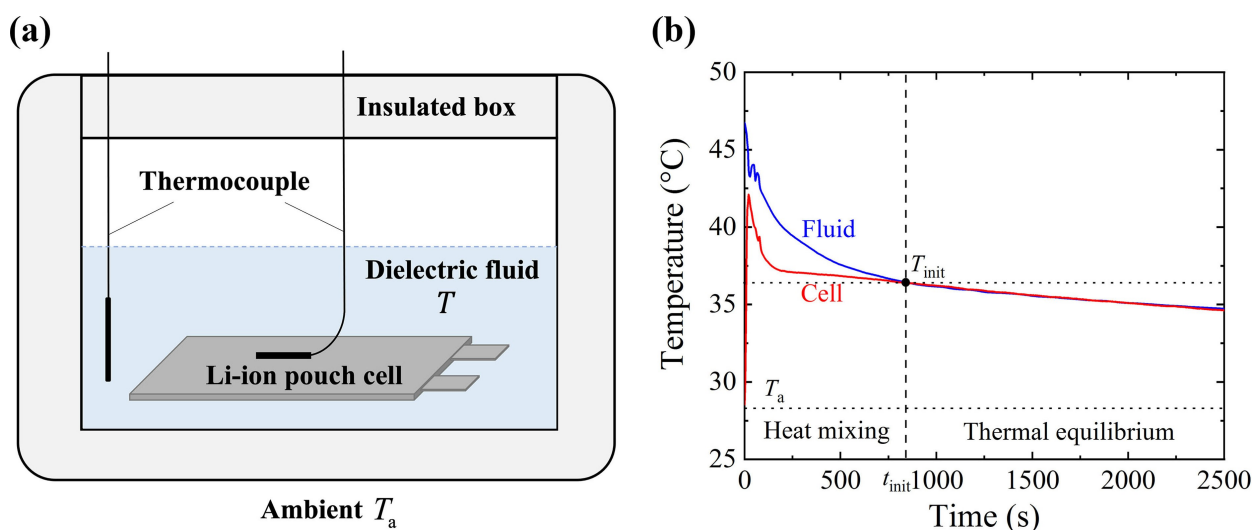 (a)
Insulated box
Thermocouple
Dielectric fluid
T
Li-ion pouch cell
Ambient Ta
(b)
Temperature (°C)
50
45
40
35
30
25
Fluid
Cell
Tinit
Ta
Heat mixing
Thermal equilibrium
0
500
tinit
1000
1500
2000
2500
Time (s)